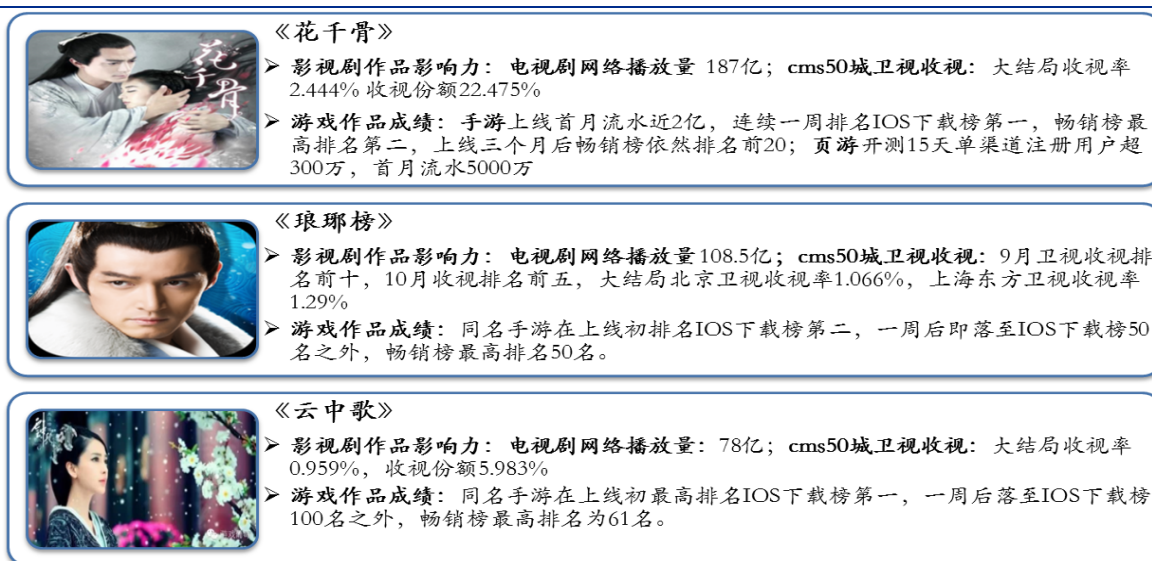 《花千骨》
花千骨
➢ 影视剧作品影响力：电视剧网络播放量 187亿；cms50城卫视收视：大结局收视率
2.444% 收视份额22.475%
➢ 游戏作品成绩：手游上线首月流水近2亿，连续一周排名IOS下载榜第一，畅销榜最
高排名第二，上线三个月后畅销榜依然排名前20；页游开测15天单渠道注册用户超
300万，首月流水5000万
《琅琊榜》
➢ 影视剧作品影响力：电视剧网络播放量108.5亿；cms50城卫视收视：9月卫视收视排
名前十，10月收视排名前五，大结局北京卫视收视率1.066%，上海东方卫视收视率
1.29%
➢ 游戏作品成绩：同名手游在上线初排名IOS下载榜第二，一周后即落至IOS下载榜50
名之外，畅销榜最高排名50名。
《云中歌》
➢ 影视剧作品影响力：电视剧网络播放量：78亿；cms50城卫视收视：大结局收视率
0.959%，收视份额5.983%
➢ 游戏作品成绩：同名手游在上线初最高排名IOS下载榜第一，一周后落至IOS下载榜
100名之外，畅销榜最高排名为61名。